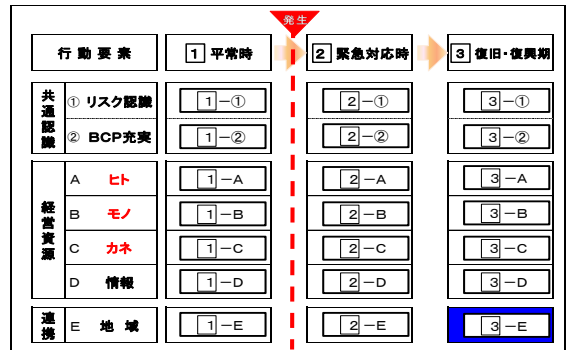 発生
行動要素 1 平常時 2 緊急対応時 3 復旧・復興期
共通認識
① リスク認識 1－① 2－① 3－①
② BCP充実 1－② 2－② 3－②
経営資源
A ヒト 1－A 2－A 3－A
B モノ 1－B 2－B 3－B
C カネ 1－C 2－C 3－C
D 情報 1－D 2－D 3－D
連携
E 地域 1－E 2－E 3－E